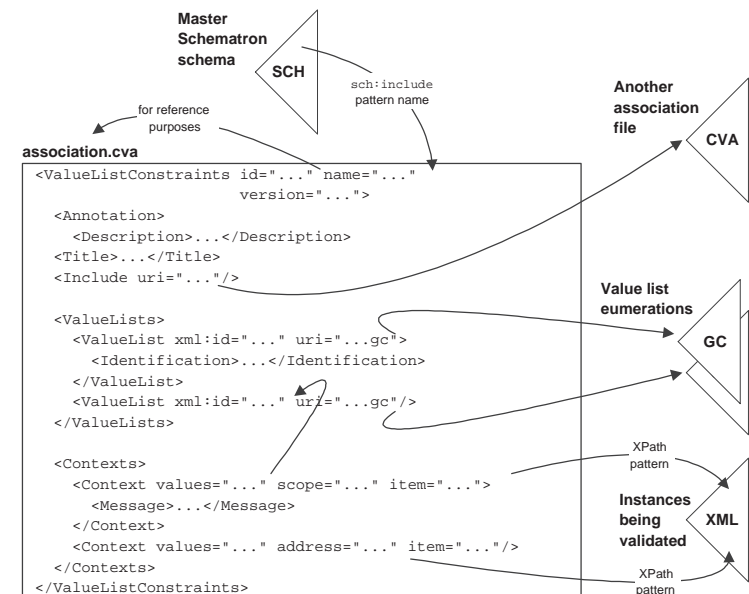 Master
Schematron
schema
SCH
sch:include
pattern name
for reference
purposes
Another
association
file
CVA
association.cva
<ValueListConstraints id="..." name="..."
version="...">
<Annotation>
<Description>...</Description>
<Title>...</Title>
<Include uri="..."/>
Value list
eumerations
GC
<ValueLists>
<ValueList xml:id="..." uri="...gc">
<Identification>...</Identification>
</ValueList>
<ValueList xml:id="..." uri="...gc"/>
</ValueLists>
<Contexts>
<Context values="..." scope="..." item="...">
<Message>...</Message>
</Context>
<Context values="..." address="..." item="..."/>
</Contexts>
</ValueListConstraints>
XPath
pattern
Instances
being
validated
XML
XPath
pattern